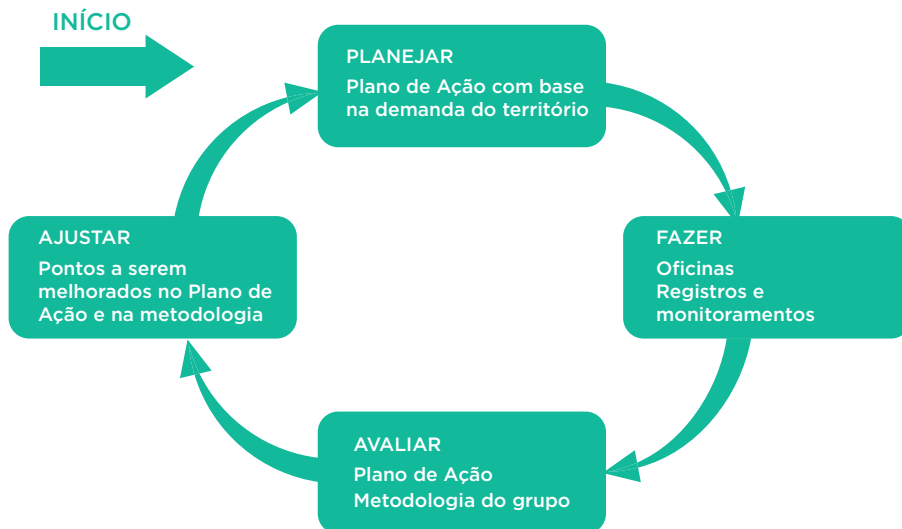 INÍCIO
PLANEJAR
Plano de Ação com base
na demanda do território
FAZER
Oficinas
Registros e
monitoramentos
AVALIAR
Plano de Ação
Metodologia do grupo
AJUSTAR
Pontos a serem
melhorados no Plano de
Ação e na metodologia